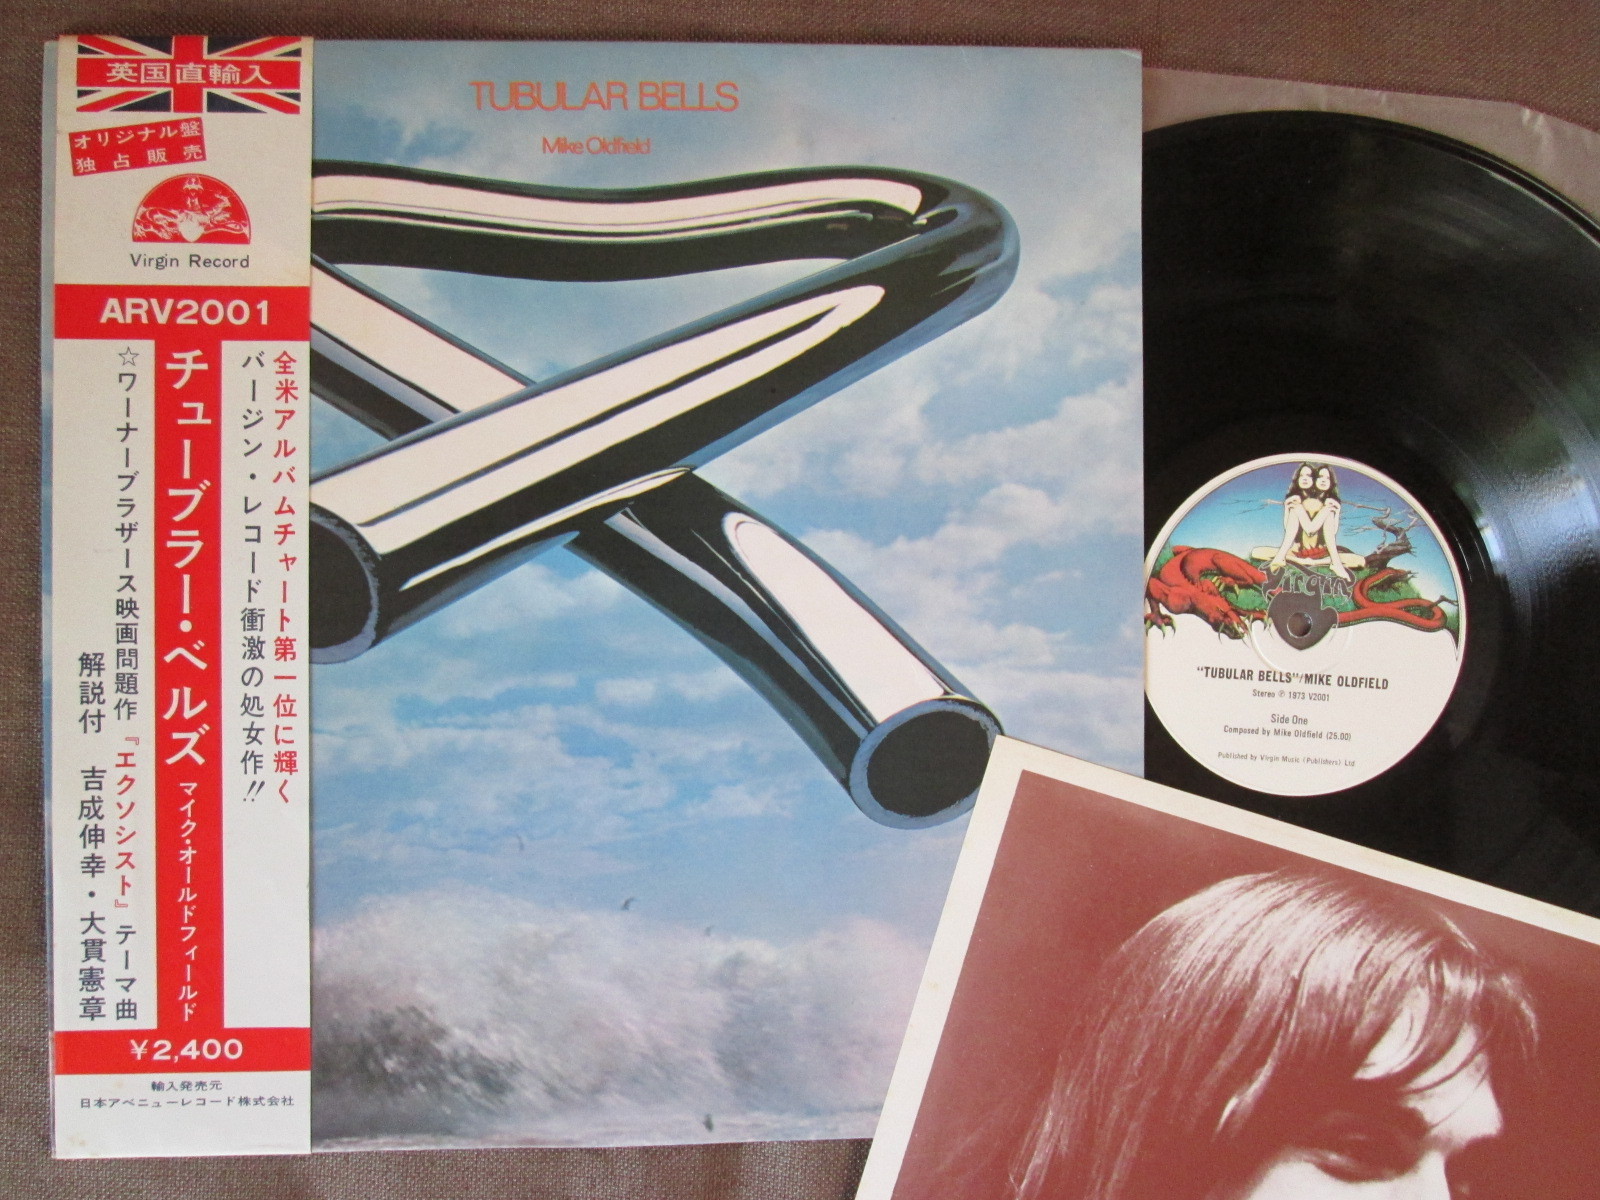 英国直輸入
オリジナル盤
独占販売
Virgin Record
ARV2001
全米アルバムチャート第一位に輝く
バージン・レコード衝激の処女作!!
チューブラー・ベルズ マイク・オールドフィールド
☆ワーナーブラザース映画問題作『エクソシスト』テーマ曲
解説付 吉成伸幸・大貫憲章
¥2,400
輸入発売元
日本アベニューレコード株式会社
TUBULAR BELLS
Mike Oldfield
Virgin
"TUBULAR BELLS"/MIKE OLDFIELD
Stereo ℗ 1973 V2001
Side One
Composed by Mike Oldfield (25.00)
Published by Virgin Music (Publishers) Ltd